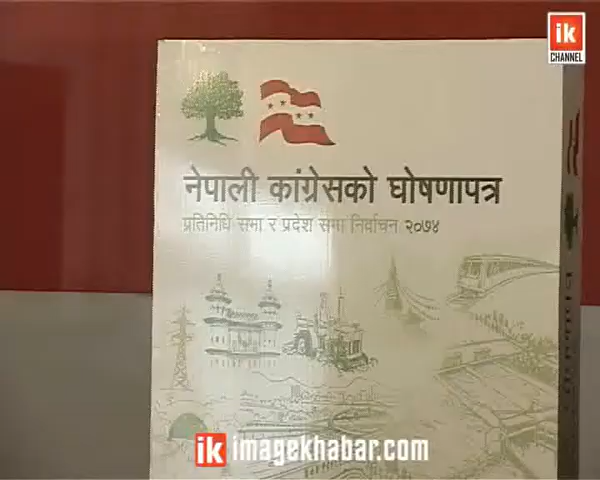 ik
CHANNEL
नेपाली कांग्रेसको घोषणापत्र
प्रतिनिधि सभा र प्रदेश सभा निर्वाचन २०७४
ik imagekhabar.com